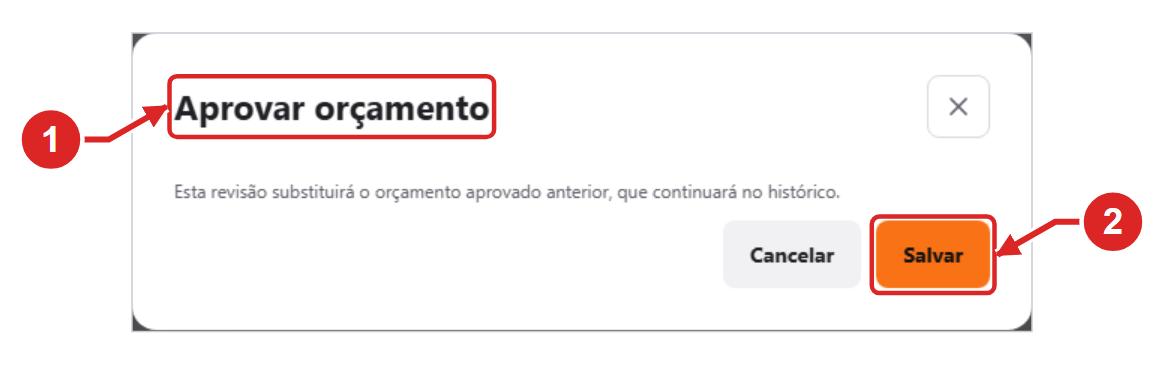 1
Aprovar orçamento
Esta revisão substituirá o orçamento aprovado anterior, que continuará no histórico.
Cancelar
Salvar
2